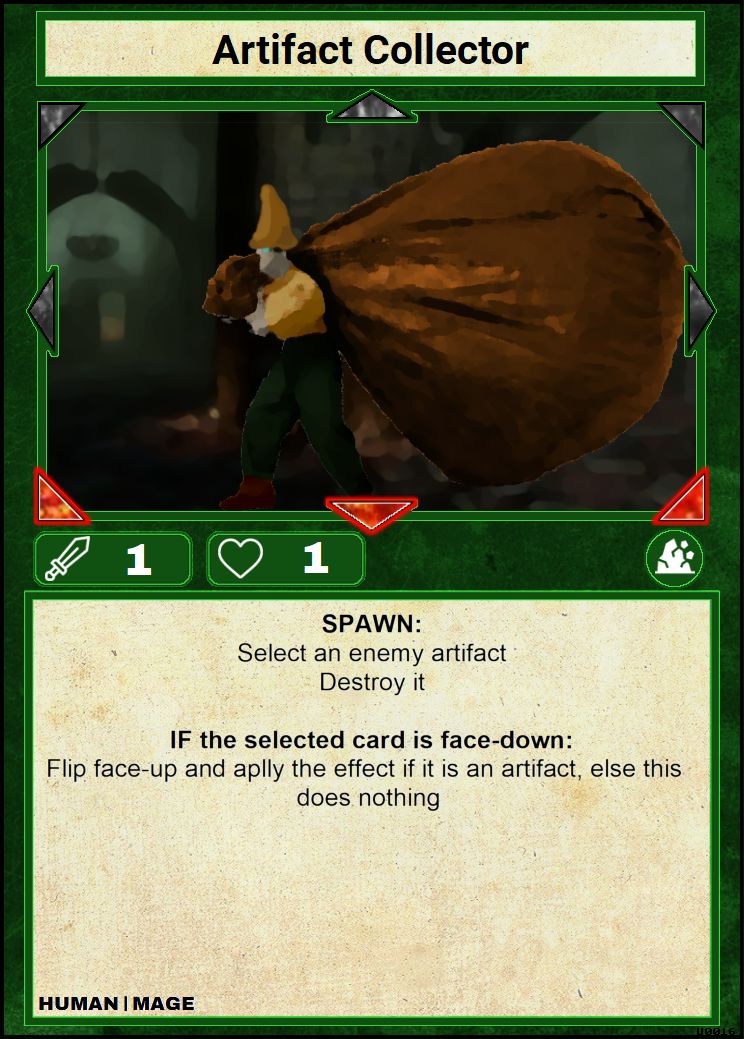 Artifact Collector
1
1
SPAWN:
Select an enemy artifact
Destroy it
IF the selected card is face-down:
Flip face-up and aplly the effect if it is an artifact, else this
does nothing
HUMAN | MAGE
U0016